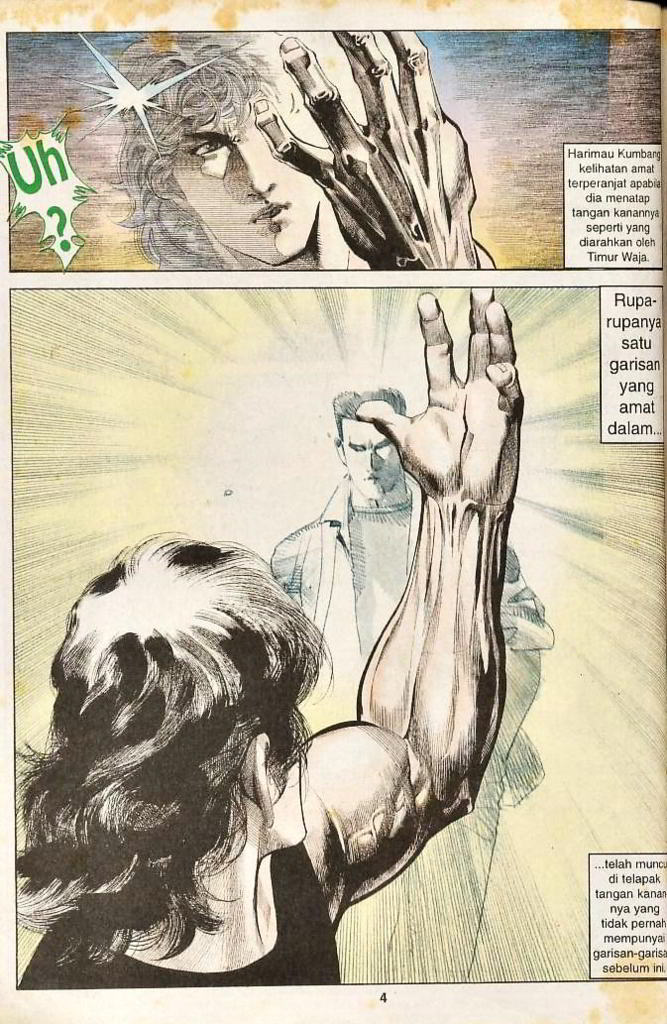 Uh
?
Harimau Kumbang
kelihatan amat
terperanjat apabila
dia menatap
tangan kanannya
seperti yang
diarahkan oleh
Timur Waja.
Rupa-
rupanya
satu
garisan
yang
amat
dalam...
...telah muncu
di telapak
tangan kanan
nya yang
tidak pernah
mempunyai
garisan-garisa
sebelum ini.
4